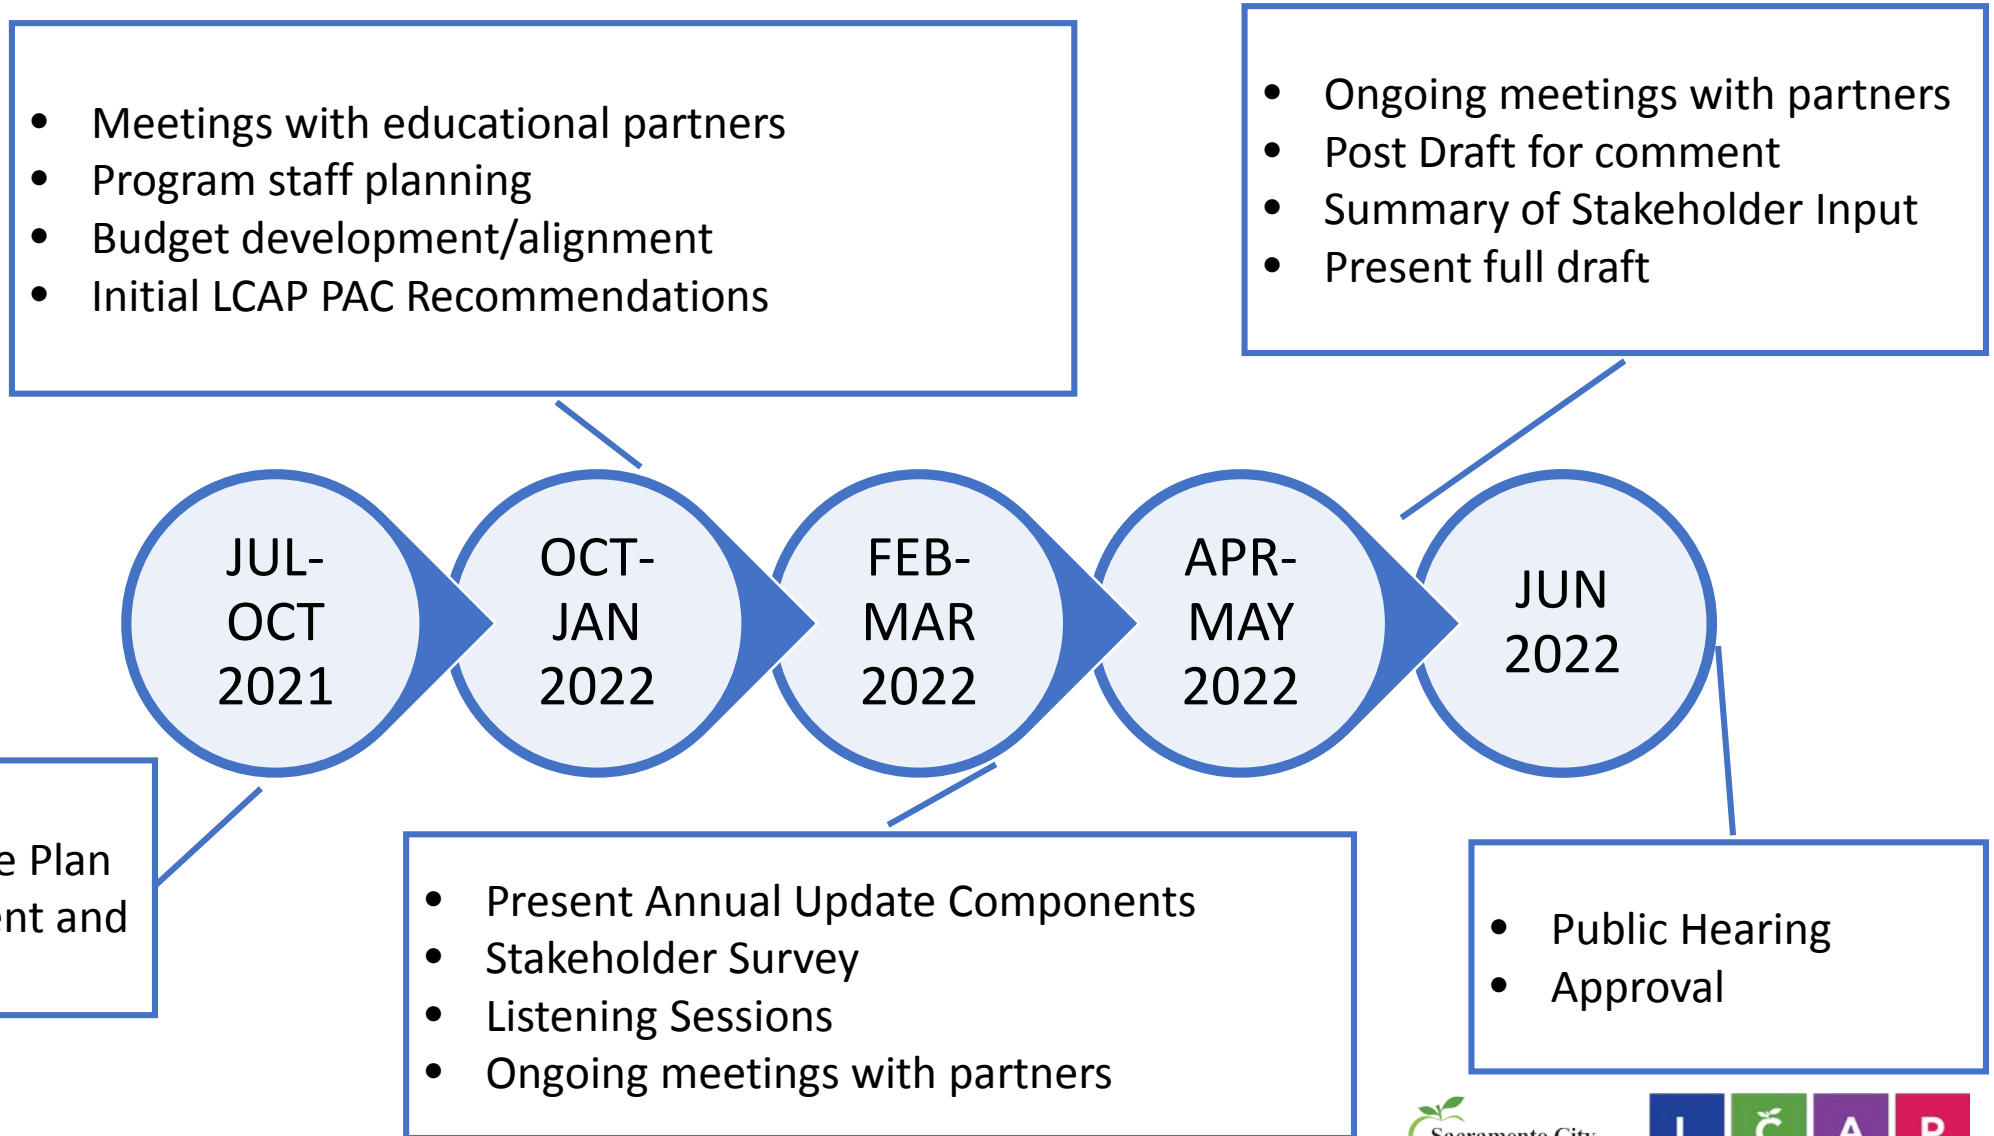 • Meetings with educational partners
• Program staff planning
• Budget development/alignment
• Initial LCAP PAC Recommendations
• Ongoing meetings with partners
• Post Draft for comment
• Summary of Stakeholder Input
• Present full draft
JUL-
OCT
2021
OCT-
JAN
2022
FEB-
MAR
2022
APR-
MAY
2022
JUN
2022
Plan
and
• Present Annual Update Components
• Stakeholder Survey
• Listening Sessions
• Ongoing meetings with partners
• Public Hearing
• Approval
Sacramento City
L C A P